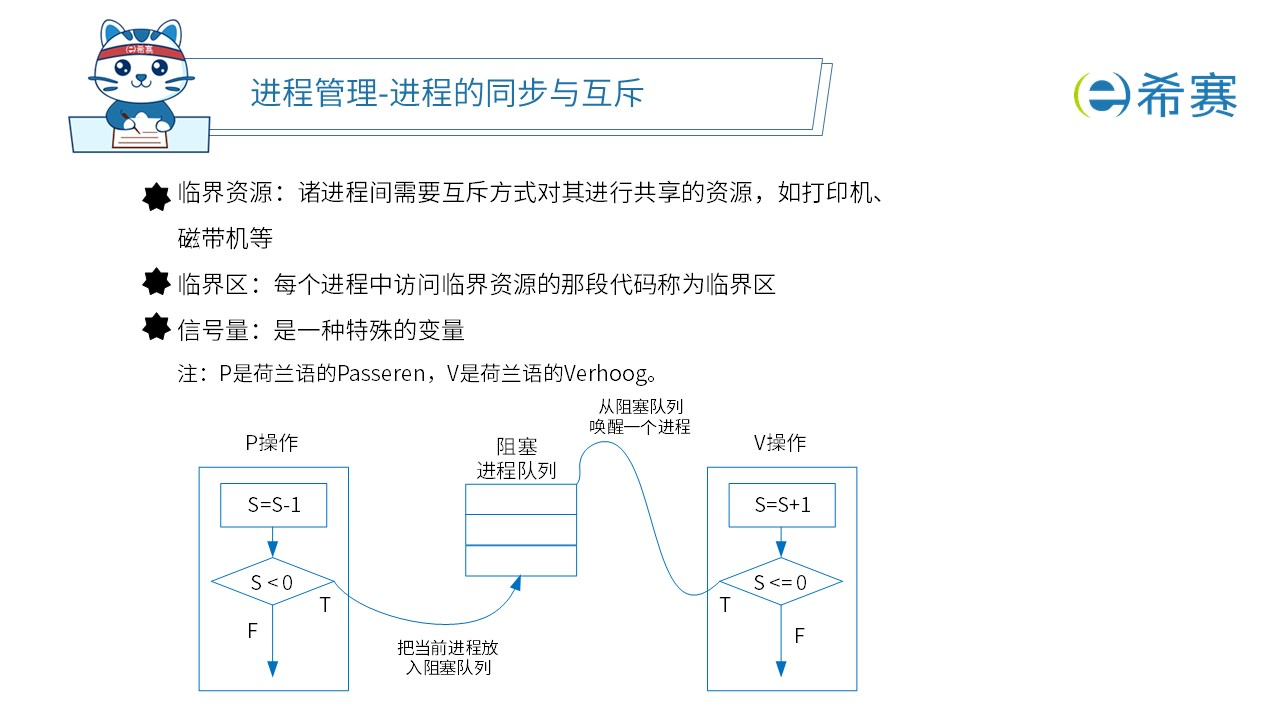 (e)希赛
进程管理-进程的同步与互斥
(e)希赛
临界资源：诸进程间需要互斥方式对其进行共享的资源，如打印机、
磁带机等
临界区：每个进程中访问临界资源的那段代码称为临界区
信号量：是一种特殊的变量
注：P是荷兰语的Passeren，V是荷兰语的Verhoog。
从阻塞队列
唤醒一个进程
P操作
阻塞
进程队列
V操作
S=S-1
S=S+1
S < 0
S <= 0
T
T
F
F
把当前进程放
入阻塞队列